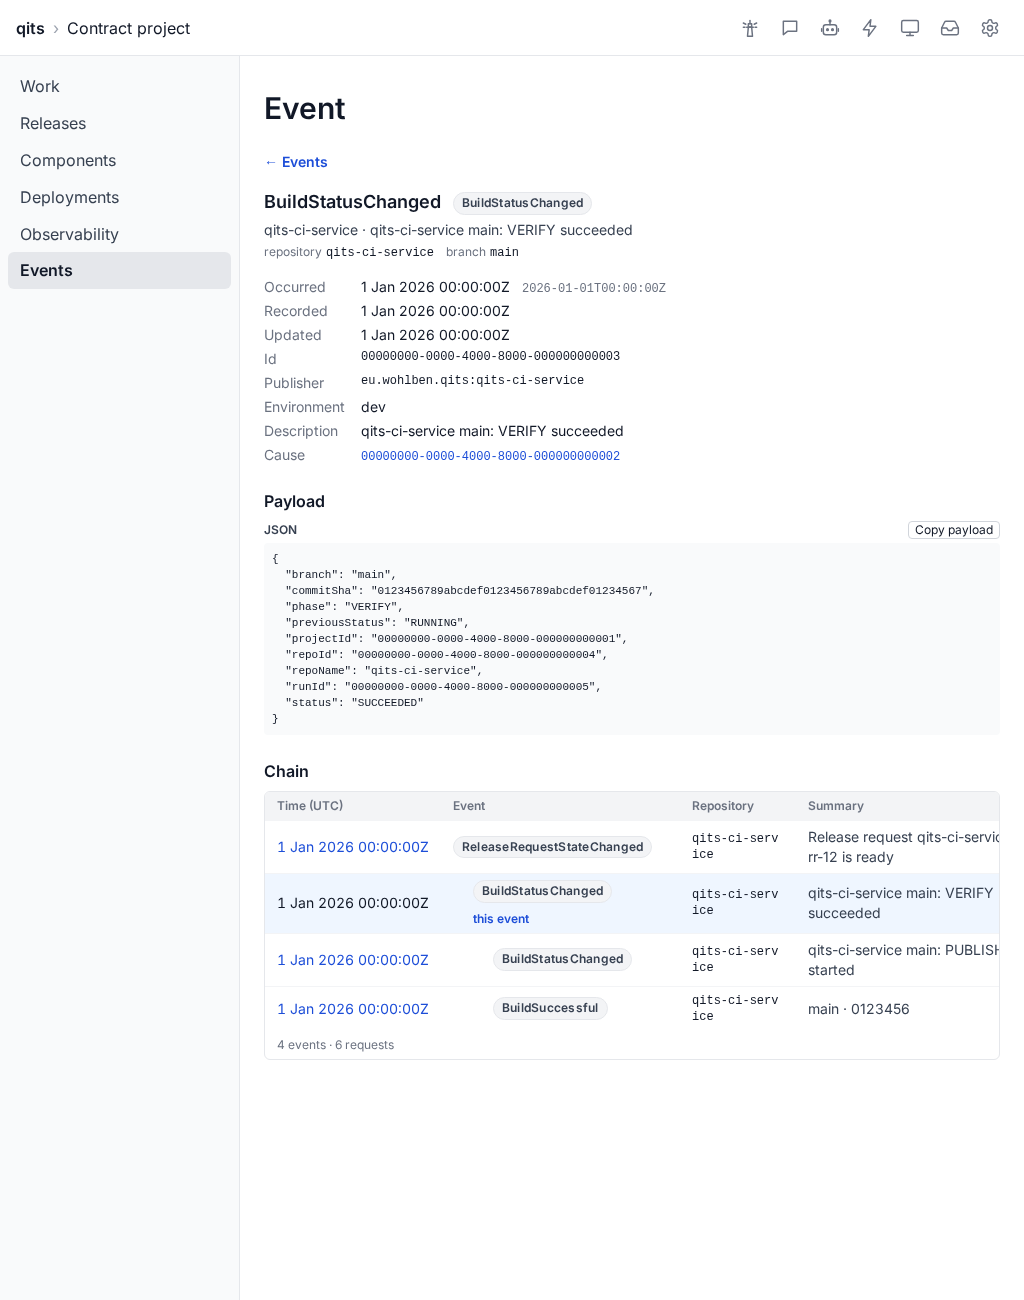 qits › Contract project
Work
Releases
Components
Deployments
Observability
Events
Event
← Events
BuildStatusChanged BuildStatusChanged
qits-ci-service · qits-ci-service main: VERIFY succeeded
repository qits-ci-service branch main
Occurred 1 Jan 2026 00:00:00Z 2026-01-01T00:00:00Z
Recorded 1 Jan 2026 00:00:00Z
Updated 1 Jan 2026 00:00:00Z
Id 00000000-0000-4000-8000-000000000003
Publisher eu.wohlben.qits:qits-ci-service
Environment dev
Description qits-ci-service main: VERIFY succeeded
Cause 00000000-0000-4000-8000-000000000002
Payload
JSON Copy payload
{
  "branch": "main",
  "commitSha": "0123456789abcdef0123456789abcdef01234567",
  "phase": "VERIFY",
  "previousStatus": "RUNNING",
  "projectId": "00000000-0000-4000-8000-000000000001",
  "repoId": "00000000-0000-4000-8000-000000000004",
  "repoName": "qits-ci-service",
  "runId": "00000000-0000-4000-8000-000000000005",
  "status": "SUCCEEDED"
}
Chain
Time (UTC) Event Repository Summary
1 Jan 2026 00:00:00Z ReleaseRequestStateChanged qits-ci-serv
ice
Release request qits-ci-servic
rr-12 is ready
1 Jan 2026 00:00:00Z BuildStatusChanged
this event
qits-ci-serv
ice
qits-ci-service main: VERIFY
succeeded
1 Jan 2026 00:00:00Z BuildStatusChanged qits-ci-serv
ice
qits-ci-service main: PUBLISH
started
1 Jan 2026 00:00:00Z BuildSuccessful qits-ci-serv
ice
main · 0123456
4 events · 6 requests